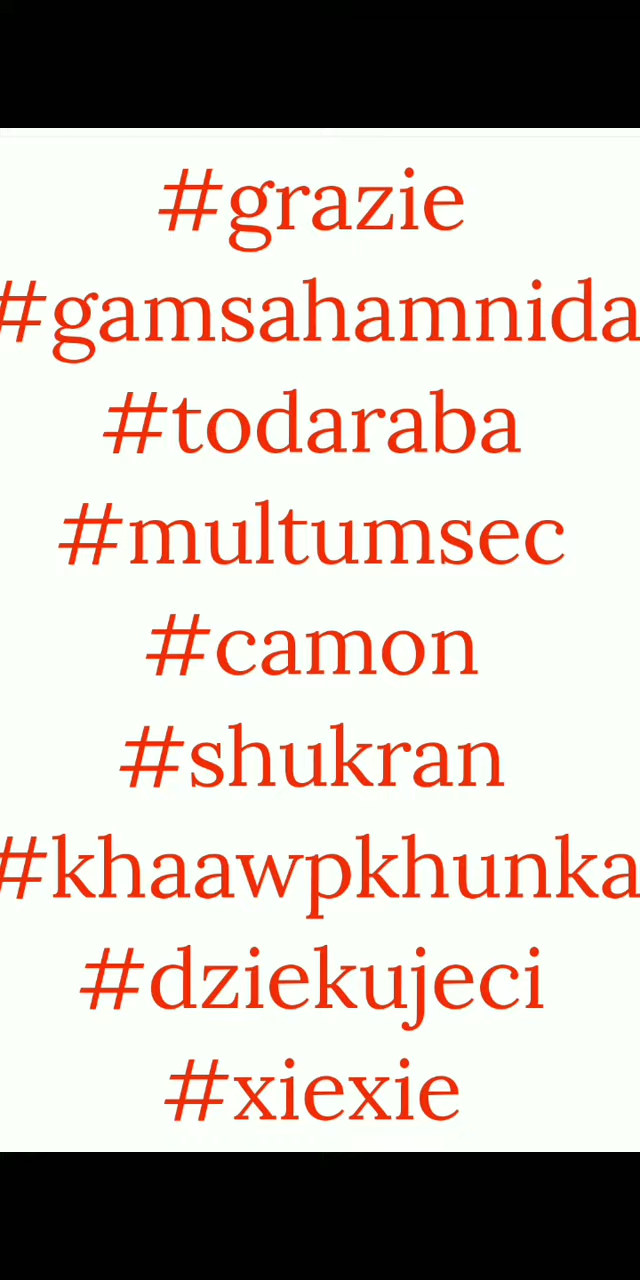 #grazie
#gamsahamnida
#todaraba
#multumsec
#camon
#shukran
#khaawpkhunka
#dziekujeci
#xiexie